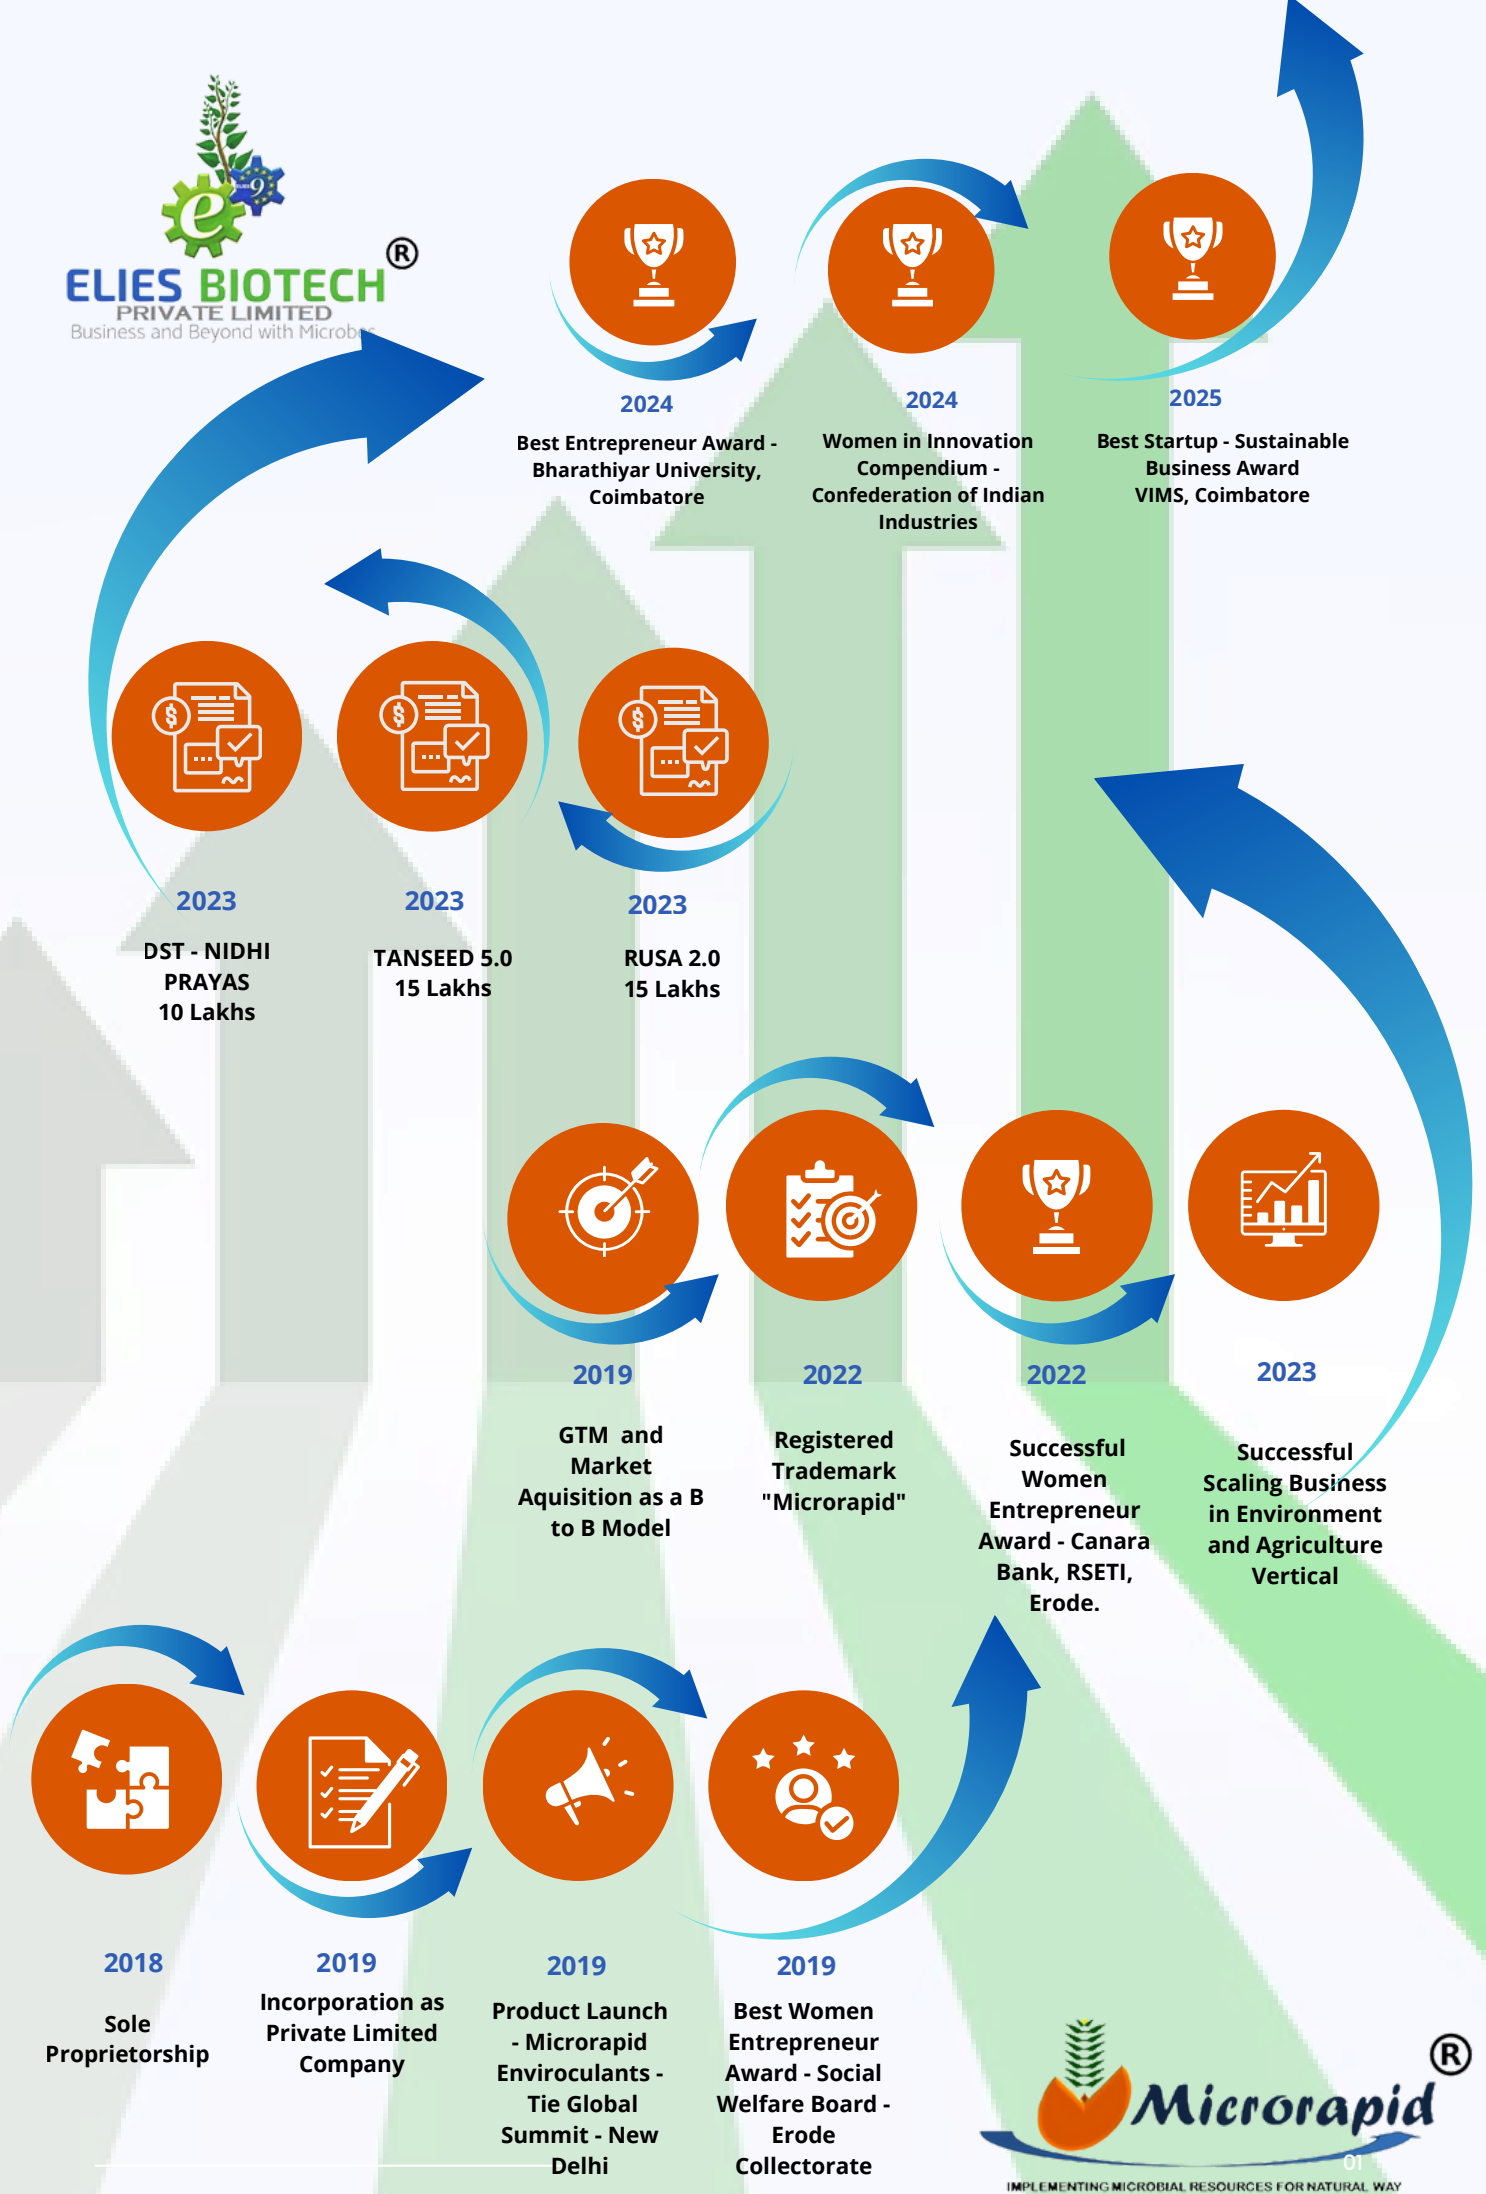 e
ELIES 9
ELIES BIOTECH ®
PRIVATE LIMITED
Business and Beyond with Microbes
2024
Best Entrepreneur Award -
Bharathiyar University,
Coimbatore
2024
Women in Innovation
Compendium -
Confederation of Indian
Industries
2025
Best Startup - Sustainable
Business Award
VIMS, Coimbatore
$
$
$
2023
DST - NIDHI
PRAYAS
10 Lakhs
2023
TANSEED 5.0
15 Lakhs
2023
RUSA 2.0
15 Lakhs
2019
GTM and
Market
Aquisition as a B
to B Model
2022
Registered
Trademark
"Microrapid"
2022
Successful
Women
Entrepreneur
Award - Canara
Bank, RSETI,
Erode.
2023
Successful
Scaling Business
in Environment
and Agriculture
Vertical
2018
Sole
Proprietorship
2019
Incorporation as
Private Limited
Company
2019
Product Launch
- Microrapid
Enviroculants -
Tie Global
Summit - New
Delhi
2019
Best Women
Entrepreneur
Award - Social
Welfare Board -
Erode
Collectorate
Microrapid ®
01
IMPLEMENTING MICROBIAL RESOURCES FOR NATURAL WAY